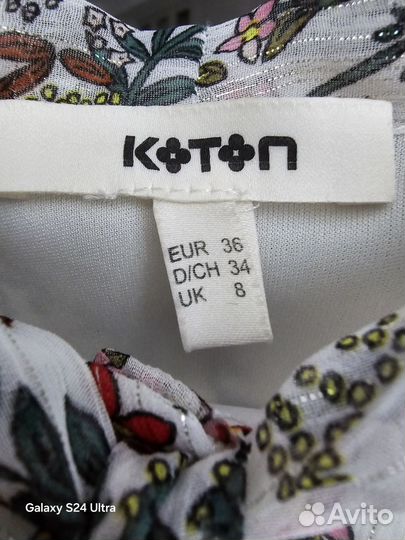 KOTON
EUR 36
D/CH 34
UK 8
Galaxy S24 Ultra
Avito